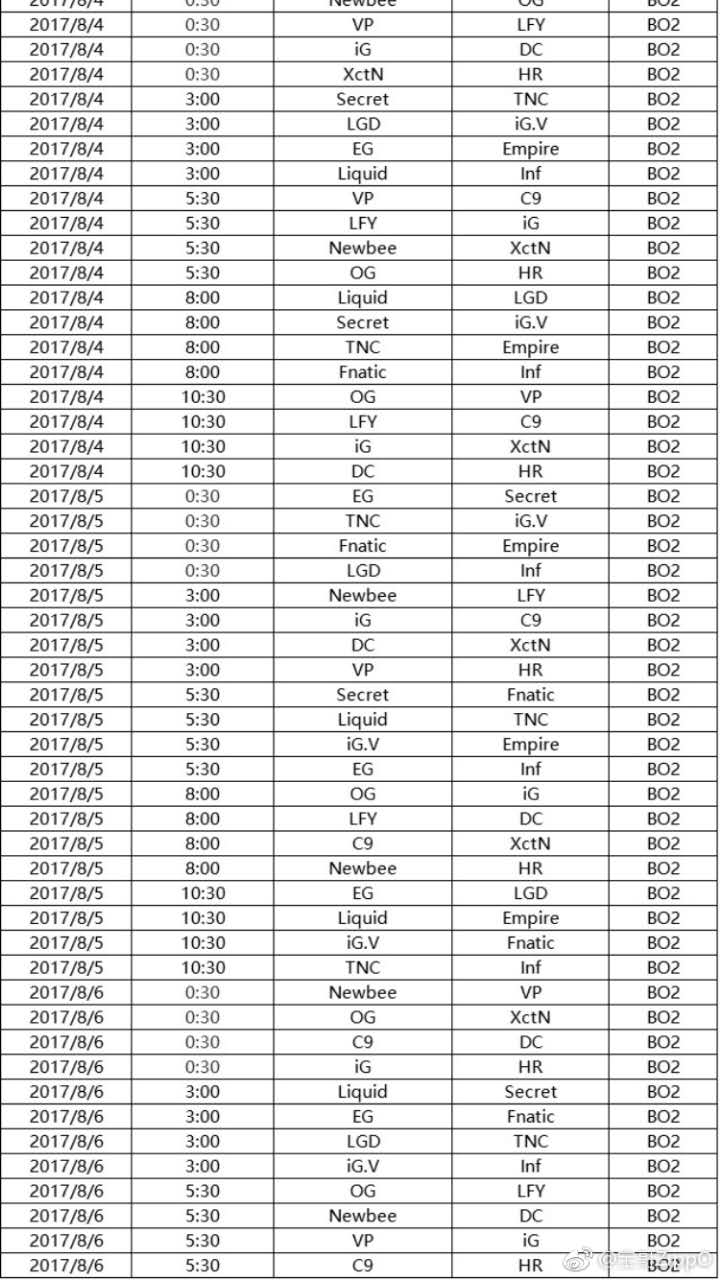 2017/8/4 0:30 Newbee OG BO2
2017/8/4 0:30 VP LFY BO2
2017/8/4 0:30 iG DC BO2
2017/8/4 0:30 XctN HR BO2
2017/8/4 3:00 Secret TNC BO2
2017/8/4 3:00 LGD iG.V BO2
2017/8/4 3:00 EG Empire BO2
2017/8/4 3:00 Liquid Inf BO2
2017/8/4 5:30 VP C9 BO2
2017/8/4 5:30 LFY iG BO2
2017/8/4 5:30 Newbee XctN BO2
2017/8/4 5:30 OG HR BO2
2017/8/4 8:00 Liquid LGD BO2
2017/8/4 8:00 Secret iG.V BO2
2017/8/4 8:00 TNC Empire BO2
2017/8/4 8:00 Fnatic Inf BO2
2017/8/4 10:30 OG VP BO2
2017/8/4 10:30 LFY C9 BO2
2017/8/4 10:30 iG XctN BO2
2017/8/4 10:30 DC HR BO2
2017/8/5 0:30 EG Secret BO2
2017/8/5 0:30 TNC iG.V BO2
2017/8/5 0:30 Fnatic Empire BO2
2017/8/5 0:30 LGD Inf BO2
2017/8/5 3:00 Newbee LFY BO2
2017/8/5 3:00 iG C9 BO2
2017/8/5 3:00 DC XctN BO2
2017/8/5 3:00 VP HR BO2
2017/8/5 5:30 Secret Fnatic BO2
2017/8/5 5:30 Liquid TNC BO2
2017/8/5 5:30 iG.V Empire BO2
2017/8/5 5:30 EG Inf BO2
2017/8/5 8:00 OG iG BO2
2017/8/5 8:00 LFY DC BO2
2017/8/5 8:00 C9 XctN BO2
2017/8/5 8:00 Newbee HR BO2
2017/8/5 10:30 EG LGD BO2
2017/8/5 10:30 Liquid Empire BO2
2017/8/5 10:30 iG.V Fnatic BO2
2017/8/5 10:30 TNC Inf BO2
2017/8/6 0:30 Newbee VP BO2
2017/8/6 0:30 OG XctN BO2
2017/8/6 0:30 C9 DC BO2
2017/8/6 0:30 iG HR BO2
2017/8/6 3:00 Liquid Secret BO2
2017/8/6 3:00 EG Fnatic BO2
2017/8/6 3:00 LGD TNC BO2
2017/8/6 3:00 iG.V Inf BO2
2017/8/6 5:30 OG LFY BO2
2017/8/6 5:30 Newbee DC BO2
2017/8/6 5:30 VP iG BO2
2017/8/6 5:30 C9 HR BO2